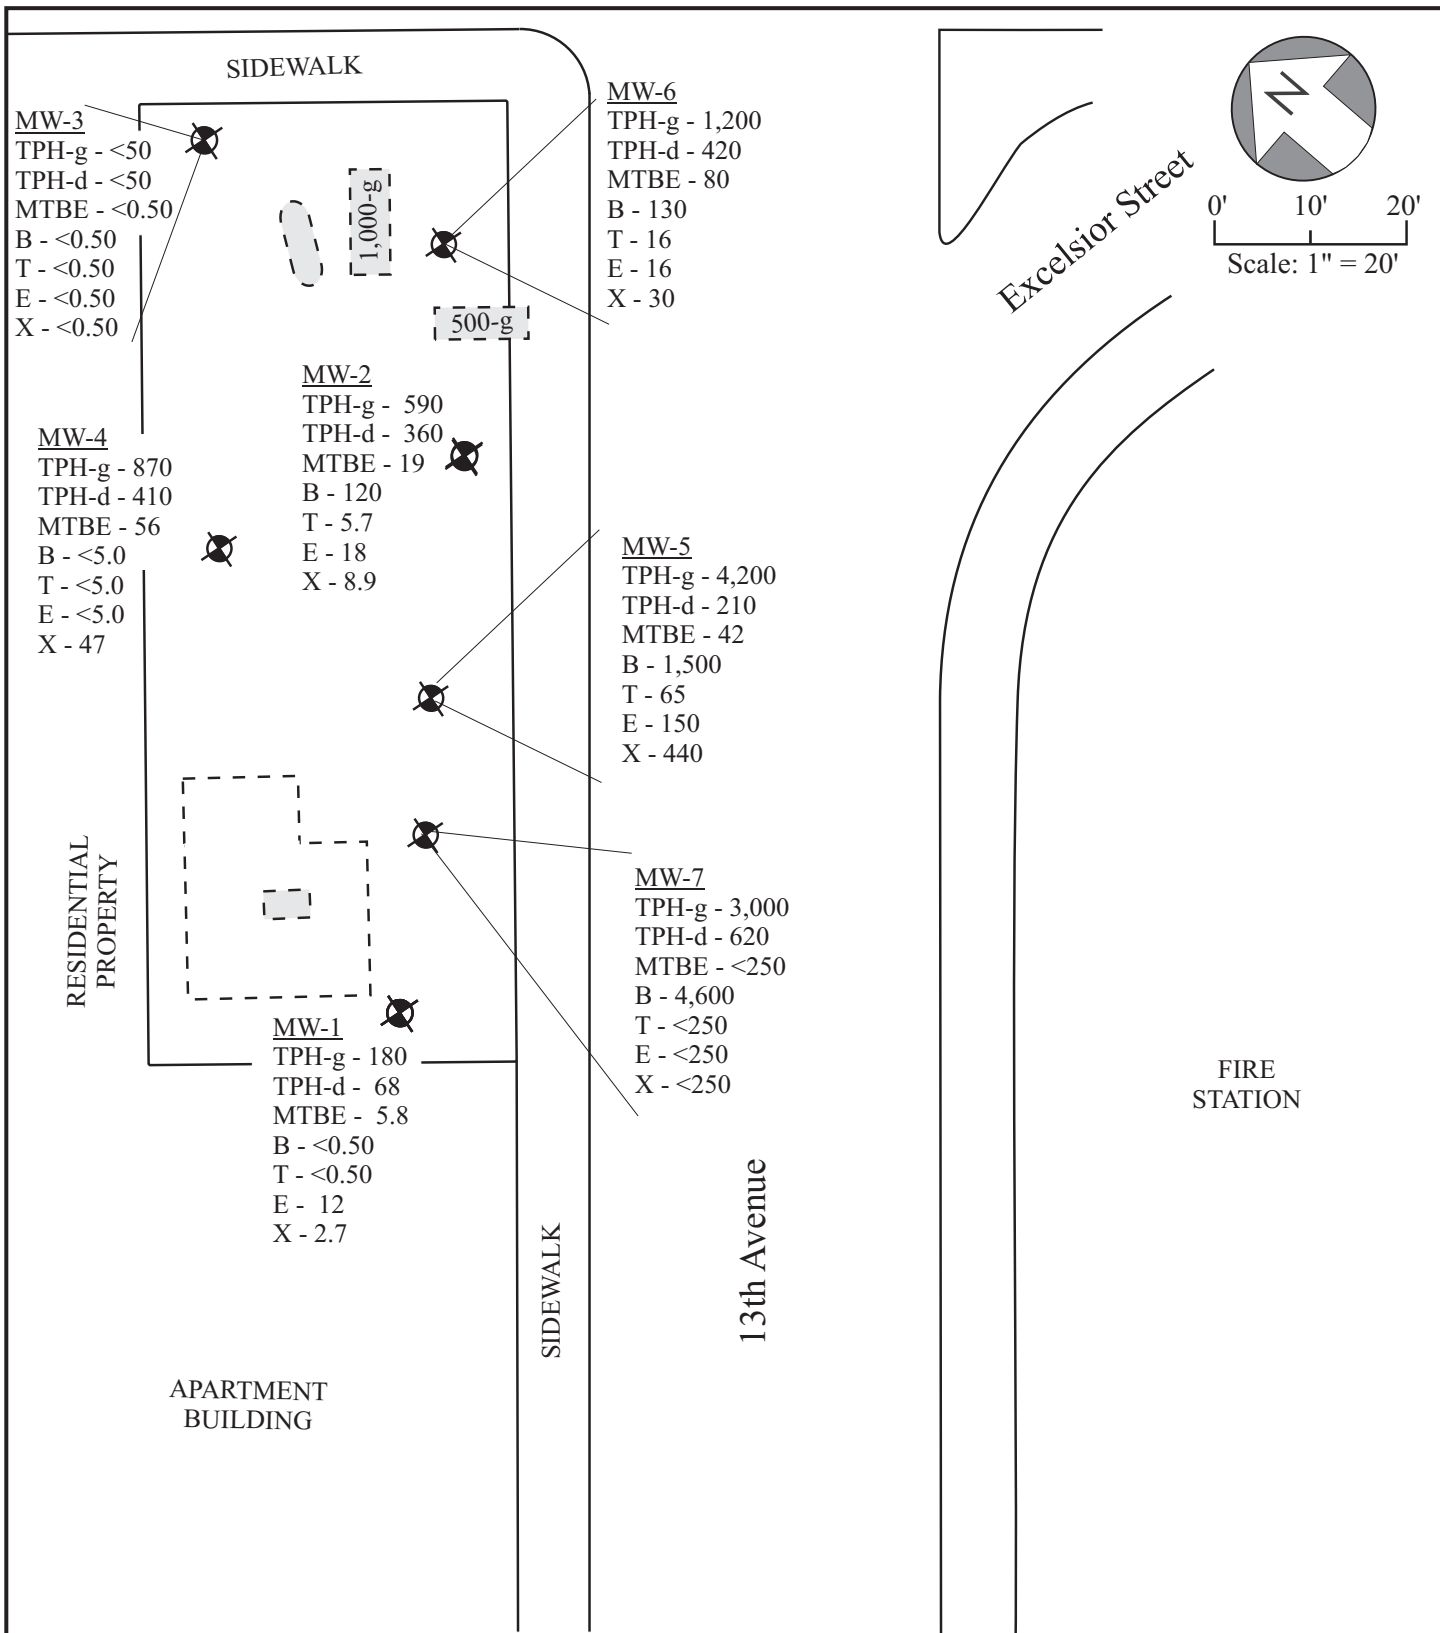 SIDEWALK
MW-3
TPH-g - <50
TPH-d - <50
MTBE - <0.50
B - <0.50
T - <0.50
E - <0.50
X - <0.50
1,000-g
500-g
MW-6
TPH-g - 1,200
TPH-d - 420
MTBE - 80
B - 130
T - 16
E - 16
X - 30
Excelsior Street
N
0' 10' 20'
Scale: 1" = 20'
MW-2
TPH-g - 590
TPH-d - 360
MTBE - 19
B - 120
T - 5.7
E - 18
X - 8.9
MW-4
TPH-g - 870
TPH-d - 410
MTBE - 56
B - <5.0
T - <5.0
E - <5.0
X - 47
MW-5
TPH-g - 4,200
TPH-d - 210
MTBE - 42
B - 1,500
T - 65
E - 150
X - 440
RESIDENTIAL
PROPERTY
MW-7
TPH-g - 3,000
TPH-d - 620
MTBE - <250
B - 4,600
T - <250
E - <250
X - <250
MW-1
TPH-g - 180
TPH-d - 68
MTBE - 5.8
B - <0.50
T - <0.50
E - 12
X - 2.7
FIRE
STATION
SIDEWALK
13th Avenue
APARTMENT
BUILDING